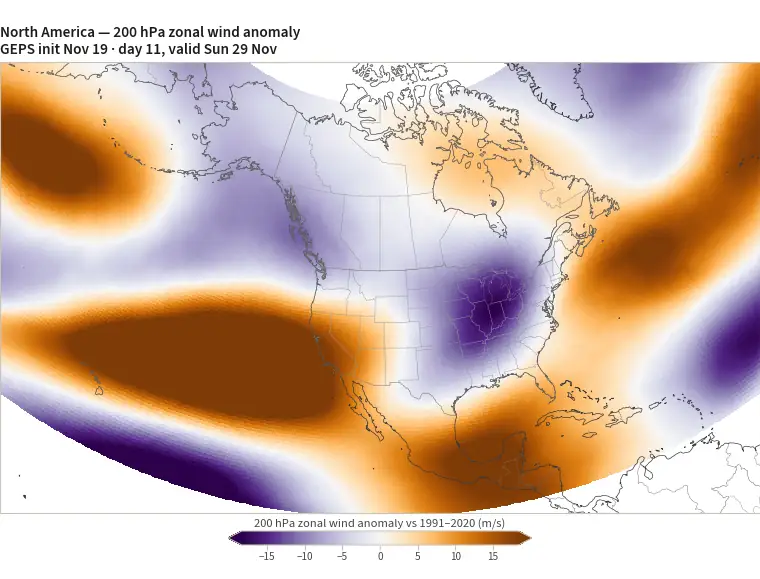 North America — 200 hPa zonal wind anomaly
GEPS init Nov 19 · day 11, valid Sun 29 Nov
200 hPa zonal wind anomaly vs 1991–2020 (m/s)
−15 −10 −5 0 5 10 15